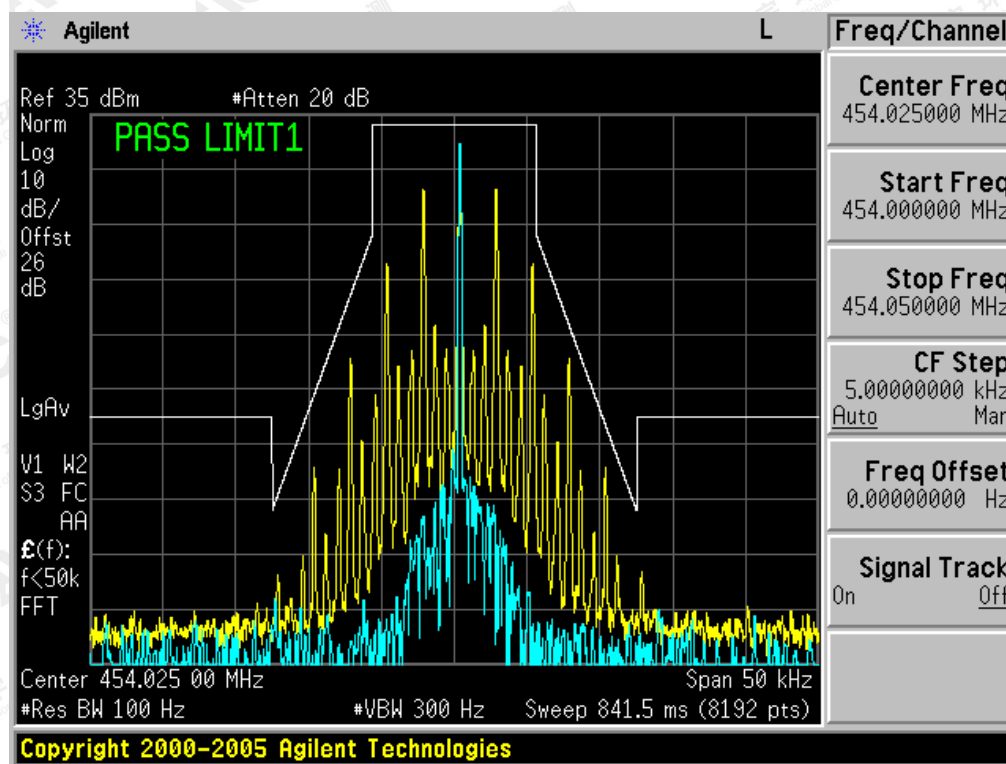 Agilent
L
Freq/Channel
Ref 35 dBm #Atten 20 dB
Norm
Log
10
dB/
Offst
26
dB
PASS LIMIT1
LgAv
V1 W2
S3 FC
AA
£(f):
f<50k
FFT
Center 454.025 00 MHz Span 50 kHz
#Res BW 100 Hz #VBW 300 Hz Sweep 841.5 ms (8192 pts)
Copyright 2000-2005 Agilent Technologies
Center Freq
454.025000 MHz
Start Freq
454.000000 MHz
Stop Freq
454.050000 MHz
CF Step
5.00000000 kHz
Auto Man
Freq Offset
0.00000000 Hz
Signal Track
On Off